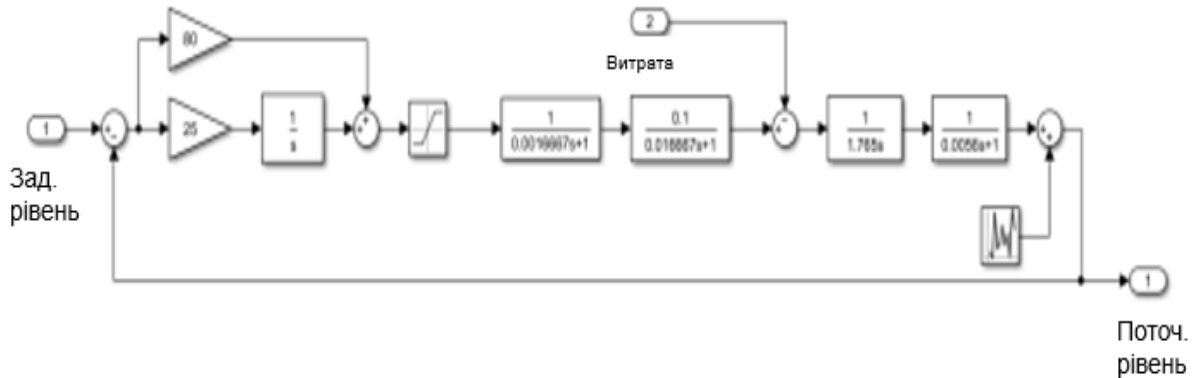 80
2
Витрата
1
25
1
s
1
0.0016667s+1
0.1
0.016667s+1
1
1.765s
1
0.0056s+1
Зад.
рівень
1
Поточ.
рівень